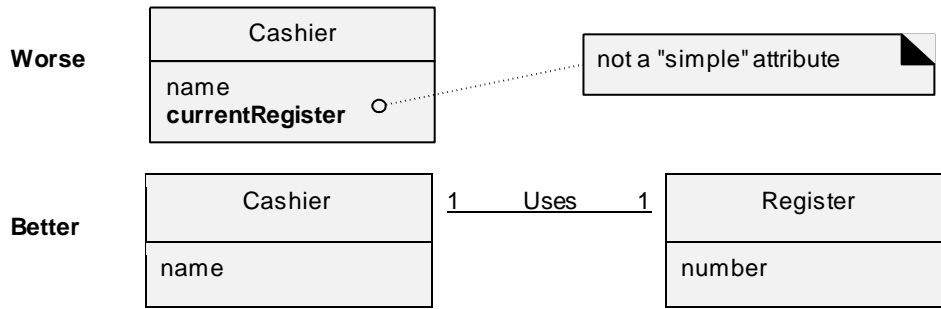 Worse
Cashier
name
currentRegister
not a "simple" attribute
Better
Cashier
name
1 Uses 1
Register
number